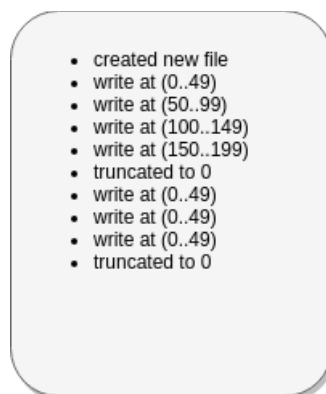 created new file
write at (0..49)
write at (50..99)
write at (100..149)
write at (150..199)
truncated to 0
write at (0..49)
write at (0..49)
write at (0..49)
truncated to 0